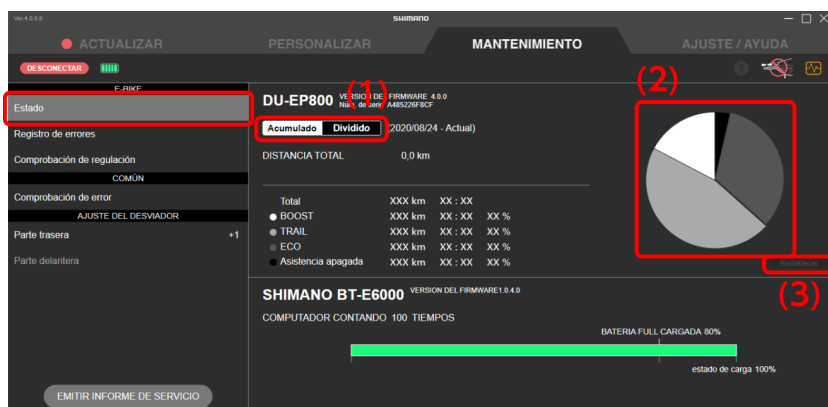 Ver.4.0.0.9
SHIMANO
ACTUALIZAR PERSONALIZAR MANTENIMIENTO AJUSTE / AYUDA
DESCONECTAR
E-BIKE
Estado
Registro de errores
Comprobación de regulación
COMÚN
Comprobación de error
AJUSTE DEL DESVIADOR
Parte trasera +1
Parte delantera
EMITIR INFORME DE SERVICIO
(1)
DU-EP800 VERSION DE FIRMWARE 4.0.0
Núm. de serie A485226F8CF
Acumulado Dividido (2020/08/24 - Actual)
DISTANCIA TOTAL 0,0 km
Total XXX km XX : XX
BOOST XXX km XX : XX XX %
TRAIL XXX km XX : XX XX %
ECO XXX km XX : XX XX %
Asistencia apagada XXX km XX : XX XX %
(2)
Restablecer
(3)
SHIMANO BT-E6000 VERSION DEL FIRMWARE1.0.4.0
COMPUTADOR CONTANDO 100 TIEMPOS
BATERIA FULL CARGADA 80%
estado de carga 100%